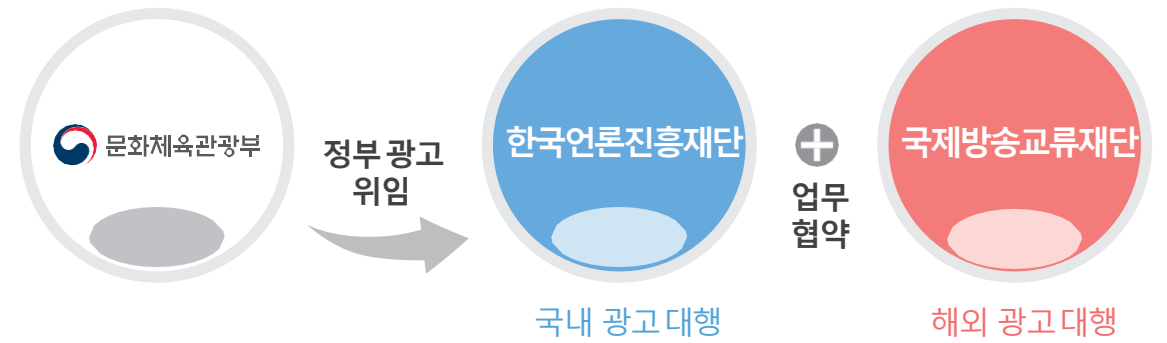 문화체육관광부
정부 광고
위임
한국언론진흥재단
업무
협약
국제방송교류재단
국내 광고 대행
해외 광고 대행